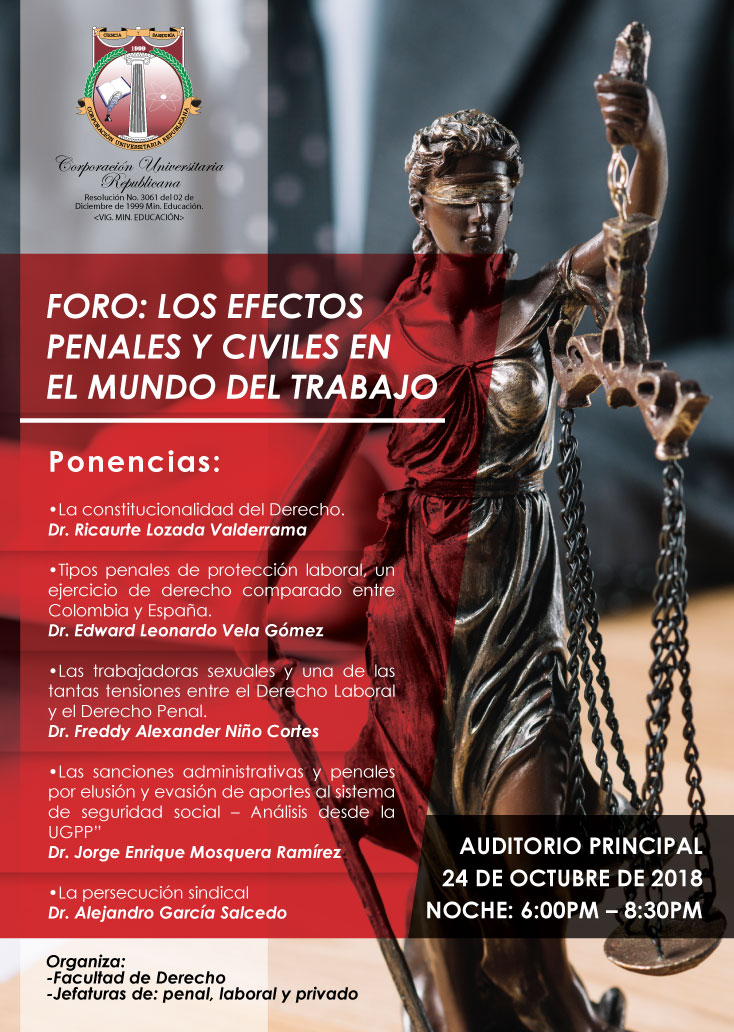 CIENCIA Y SABIDURÍA
1999
CORPORACIÓN UNIVERSITARIA REPUBLICANA
Corporación Universitaria
Republicana
Resolución No. 3061 del 02 de
Diciembre de 1999 Min. Educación.
<VIG. MIN. EDUCACIÓN>
FORO: LOS EFECTOS
PENALES Y CIVILES EN
EL MUNDO DEL TRABAJO
Ponencias:
•La constitucionalidad del Derecho.
Dr. Ricaurte Lozada Valderrama
•Tipos penales de protección laboral, un
ejercicio de derecho comparado entre
Colombia y España.
Dr. Edward Leonardo Vela Gómez
•Las trabajadoras sexuales y una de las
tantas tensiones entre el Derecho Laboral
y el Derecho Penal.
Dr. Freddy Alexander Niño Cortes
•Las sanciones administrativas y penales
por elusión y evasión de aportes al sistema
de seguridad social – Análisis desde la
UGPP”
Dr. Jorge Enrique Mosquera Ramírez
•La persecución sindical
Dr. Alejandro García Salcedo
AUDITORIO PRINCIPAL
24 DE OCTUBRE DE 2018
NOCHE: 6:00PM – 8:30PM
Organiza:
-Facultad de Derecho
-Jefaturas de: penal, laboral y privado